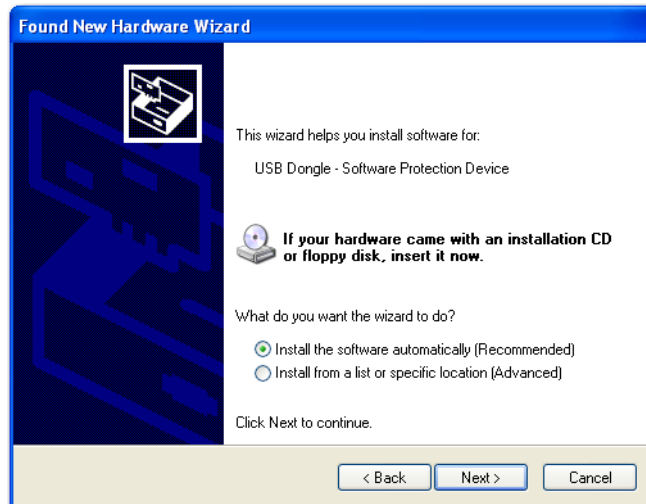 Found New Hardware Wizard
This wizard helps you install software for:
USB Dongle - Software Protection Device
If your hardware came with an installation CD
or floppy disk, insert it now.
What do you want the wizard to do?
Install the software automatically (Recommended)
Install from a list or specific location (Advanced)
Click Next to continue.
< Back
Next >
Cancel